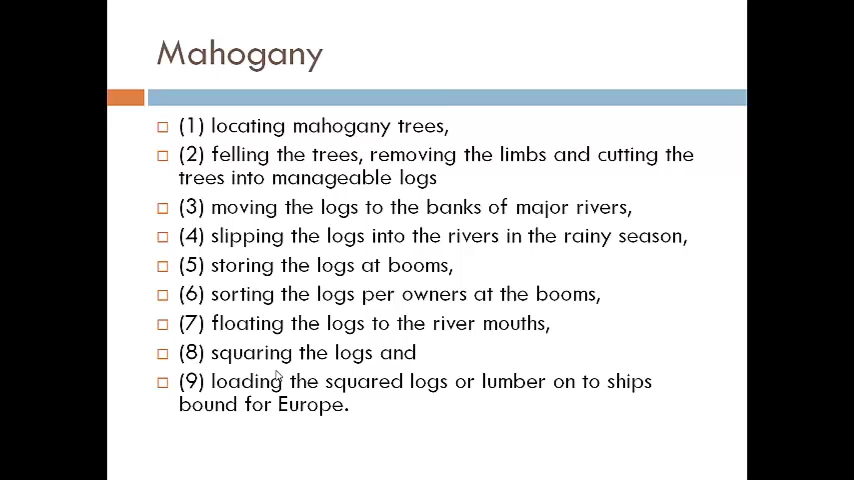 Mahogany
(1) locating mahogany trees,
(2) felling the trees, removing the limbs and cutting the
trees into manageable logs
(3) moving the logs to the banks of major rivers,
(4) slipping the logs into the rivers in the rainy season,
(5) storing the logs at booms,
(6) sorting the logs per owners at the booms,
(7) floating the logs to the river mouths,
(8) squaring the logs and
(9) loading the squared logs or lumber on to ships
bound for Europe.